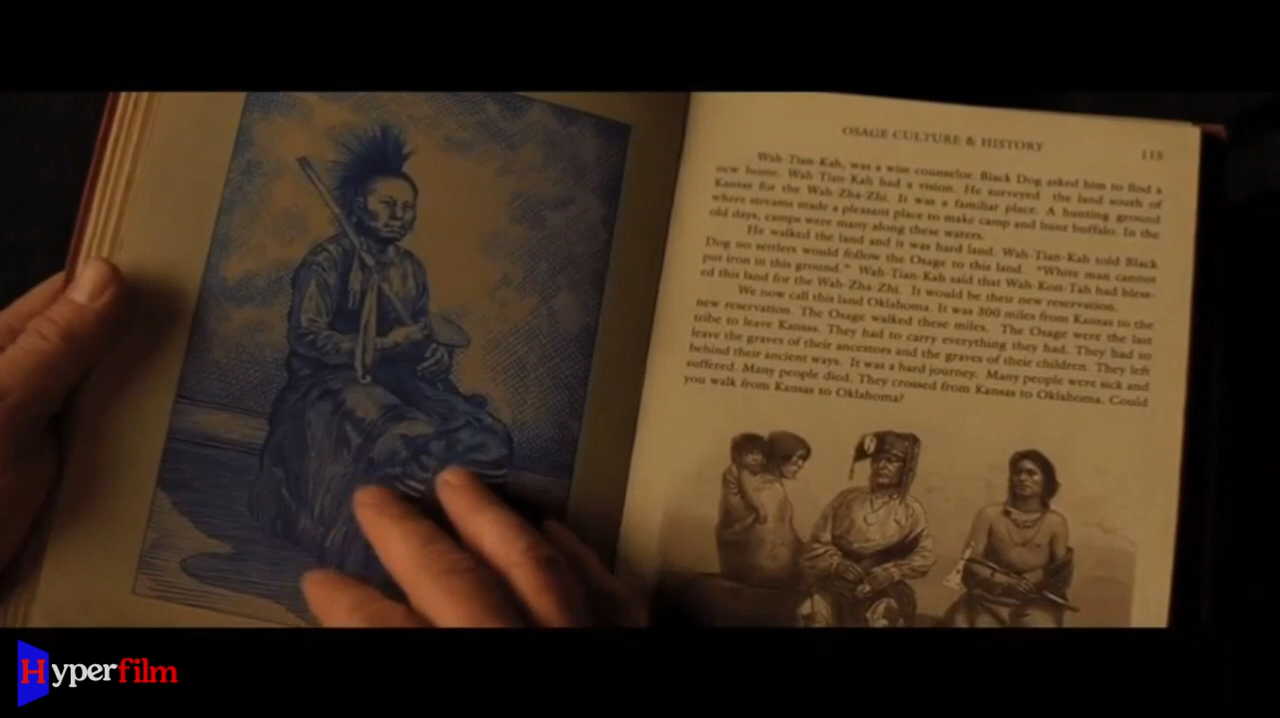 OSAGE CULTURE & HISTORY
115
Wah-Tian-Kah, was a wise counselor. Black Dog asked him to find a
new home. Wah-Tian-Kah had a vision. He surveyed the land south of
Kansas for the Wah-Zha-Zhi. It was a familiar place. A hunting ground
where streams made a pleasant place to make camp and hunt buffalo. In the
old days, camps were many along these waters.
He walked the land and it was hard land. Wah-Tian-Kah told Black
Dog no settlers would follow the Osage to this land. "White man cannot
put iron in this ground." Wah-Tian-Kah said that Wah-Kon-Tah had bless-
ed this land for the Wah-Zha-Zhi. It would be their new reservation.
We now call this land Oklahoma. It was 300 miles from Kansas to the
new reservation. The Osage walked these miles. The Osage were the last
tribe to leave Kansas. They had to carry everything they had. They had to
leave the graves of their ancestors and the graves of their children. They left
behind their ancient ways. It was a hard journey. Many people were sick and
suffered. Many people died. They crossed from Kansas to Oklahoma. Could
you walk from Kansas to Oklahoma?
Hyperfilm